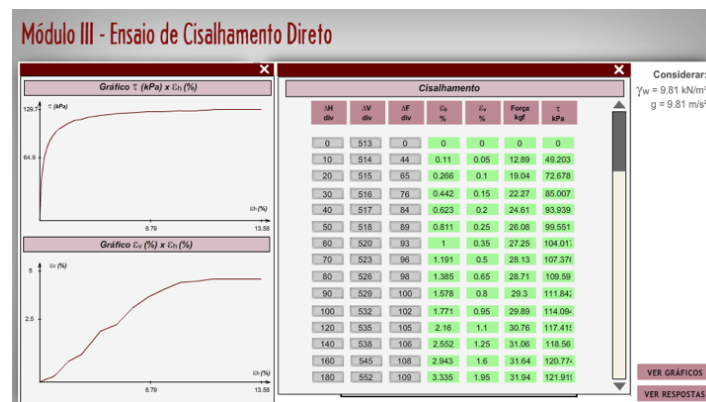 Módulo III - Ensaio de Cisalhamento Direto
Gráfico τ (kPa) x εh (%)
τ (kPa)
129.7
64.9
εh (%)
6.79
13.58
Gráfico εv (%) x εh (%)
εv (%)
5
2.5
εh (%)
6.79
13.58
Cisalhamento
ΔH div ΔV div ΔF div εh % εv % Força kgf τ kPa
0 513 0 0 0 0 0
10 514 44 0.11 0.05 12.89 49.203
20 515 65 0.266 0.1 19.04 72.678
30 516 76 0.442 0.15 22.27 85.007
40 517 84 0.623 0.2 24.61 93.939
50 518 89 0.811 0.25 26.08 99.551
60 520 93 1 0.35 27.25 104.01
70 523 96 1.191 0.5 28.13 107.37
80 526 98 1.385 0.65 28.71 109.59
90 529 100 1.578 0.8 29.3 111.84
100 532 102 1.771 0.95 29.89 114.09
120 535 105 2.16 1.1 30.76 117.41
140 538 106 2.552 1.25 31.06 118.56
160 545 108 2.943 1.6 31.64 120.77
180 552 109 3.335 1.95 31.94 121.91
Considerar:
γw = 9.81 kN/m³
g = 9.81 m/s²
VER GRÁFICOS
VER RESPOSTAS